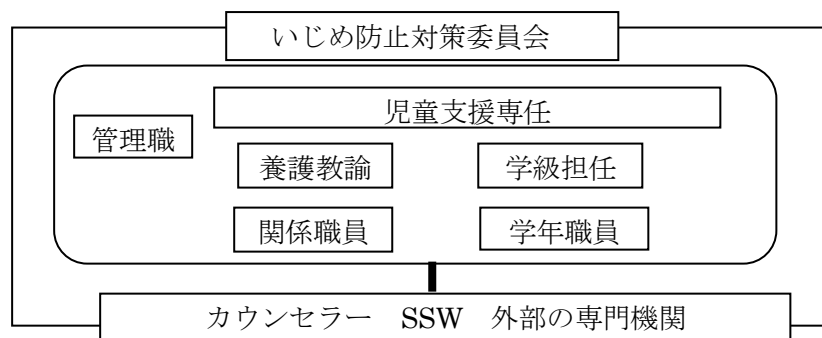 いじめ防止対策委員会
児童支援専任
管理職
養護教諭 学級担任
関係職員 学年職員
カウンセラー SSW 外部の専門機関